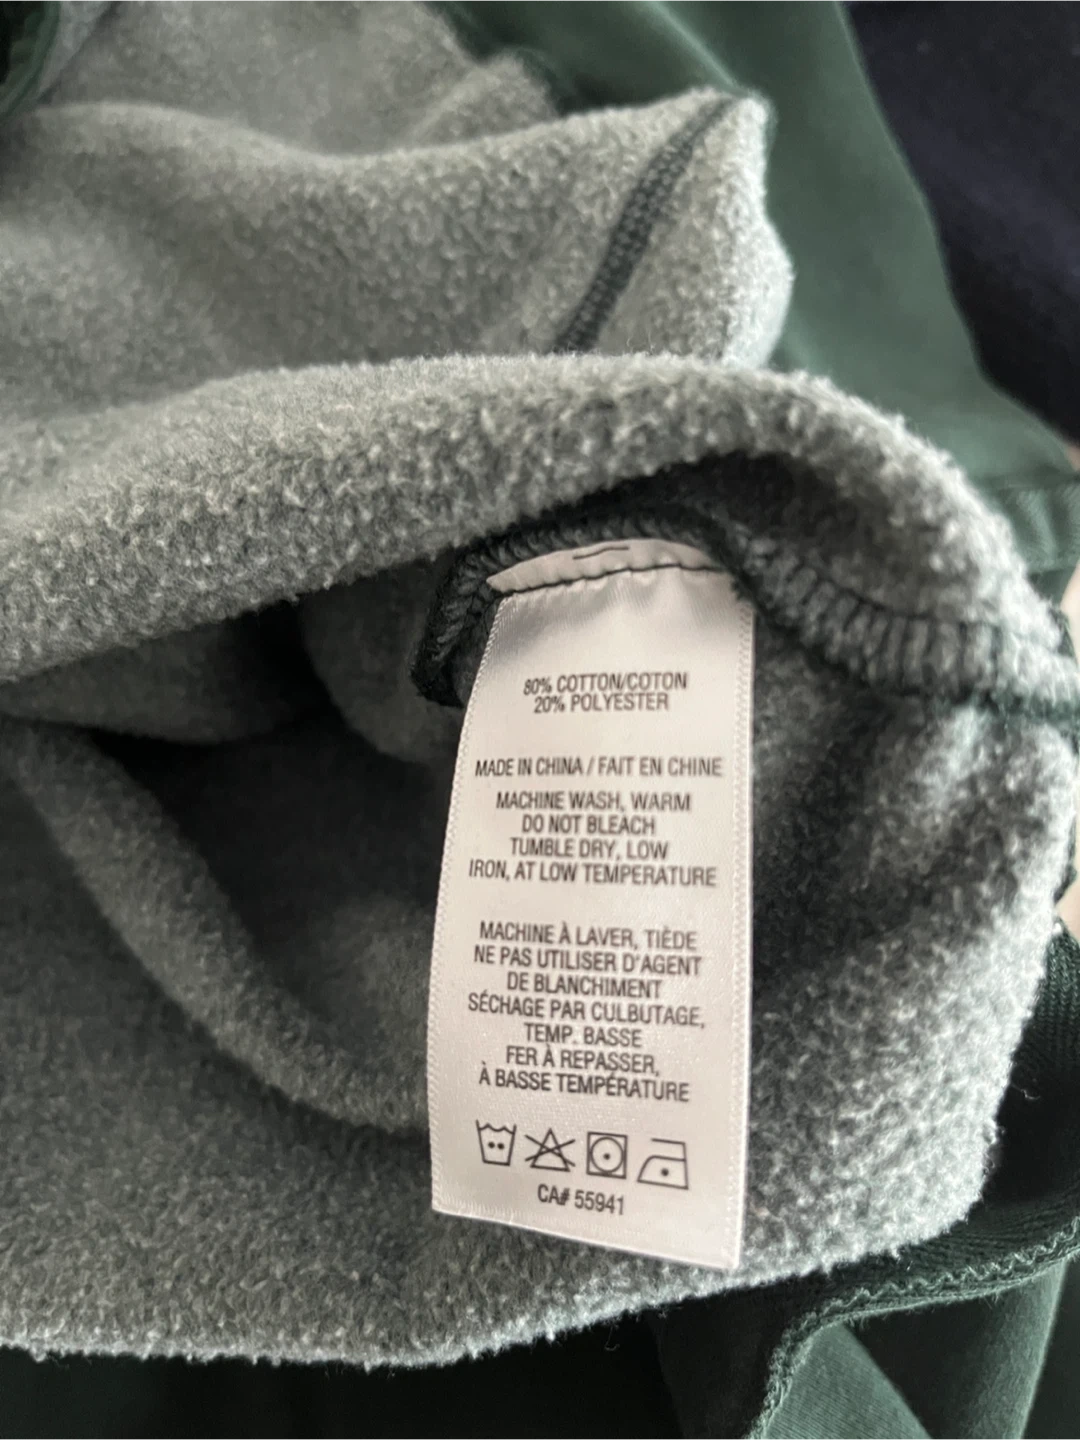 80% COTTON/COTON
20% POLYESTER
MADE IN CHINA / FAIT EN CHINE
MACHINE WASH, WARM
DO NOT BLEACH
TUMBLE DRY, LOW
IRON, AT LOW TEMPERATURE
MACHINE À LAVER, TIÈDE
NE PAS UTILISER D'AGENT
DE BLANCHIMENT
SÉCHAGE PAR CULBUTAGE,
TEMP. BASSE
FER À REPASSER,
À BASSE TEMPÉRATURE
CA# 55941